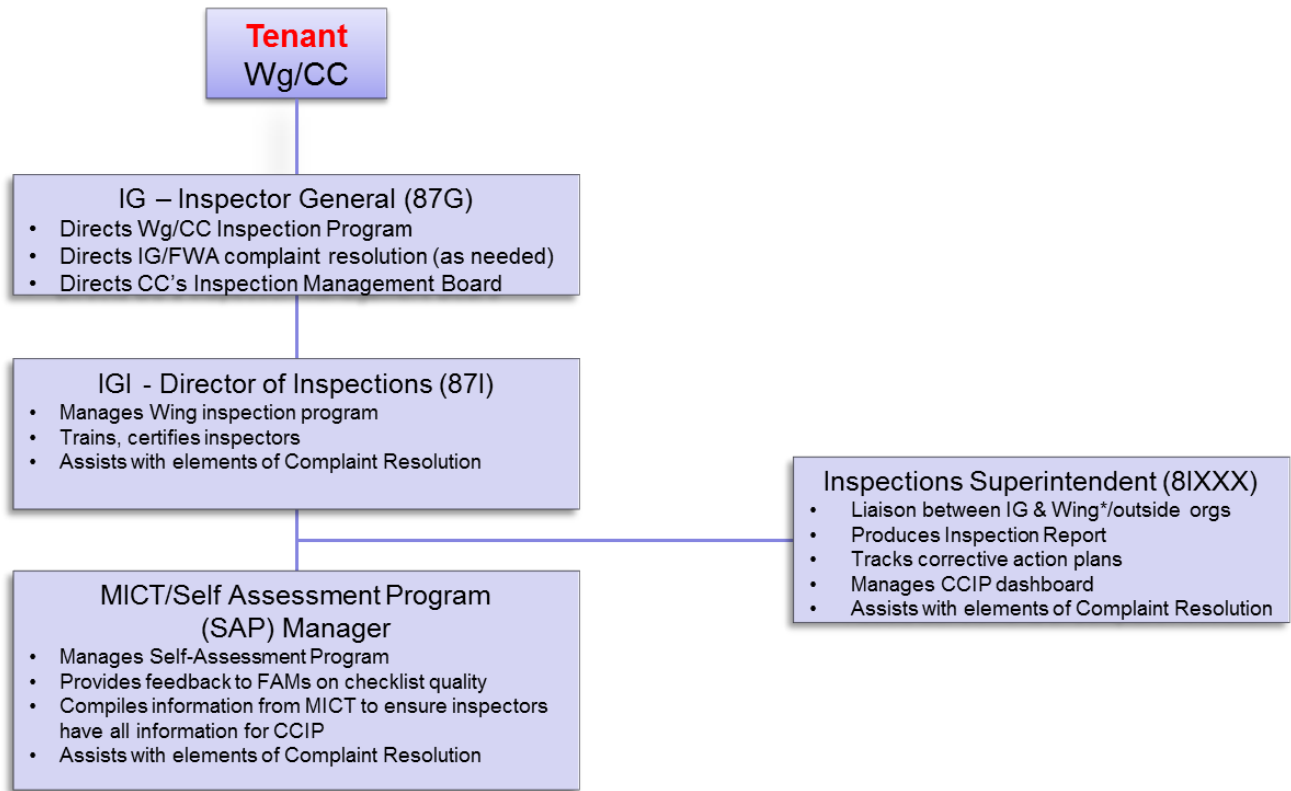 Tenant
Wg/CC
IG – Inspector General (87G)
• Directs Wg/CC Inspection Program
• Directs IG/FWA complaint resolution (as needed)
• Directs CC's Inspection Management Board
IGI - Director of Inspections (87I)
• Manages Wing inspection program
• Trains, certifies inspectors
• Assists with elements of Complaint Resolution
Inspections Superintendent (8IXXX)
• Liaison between IG & Wing*/outside orgs
• Produces Inspection Report
• Tracks corrective action plans
• Manages CCIP dashboard
• Assists with elements of Complaint Resolution
MICT/Self Assessment Program
(SAP) Manager
• Manages Self-Assessment Program
• Provides feedback to FAMs on checklist quality
• Compiles information from MICT to ensure inspectors
have all information for CCIP
• Assists with elements of Complaint Resolution